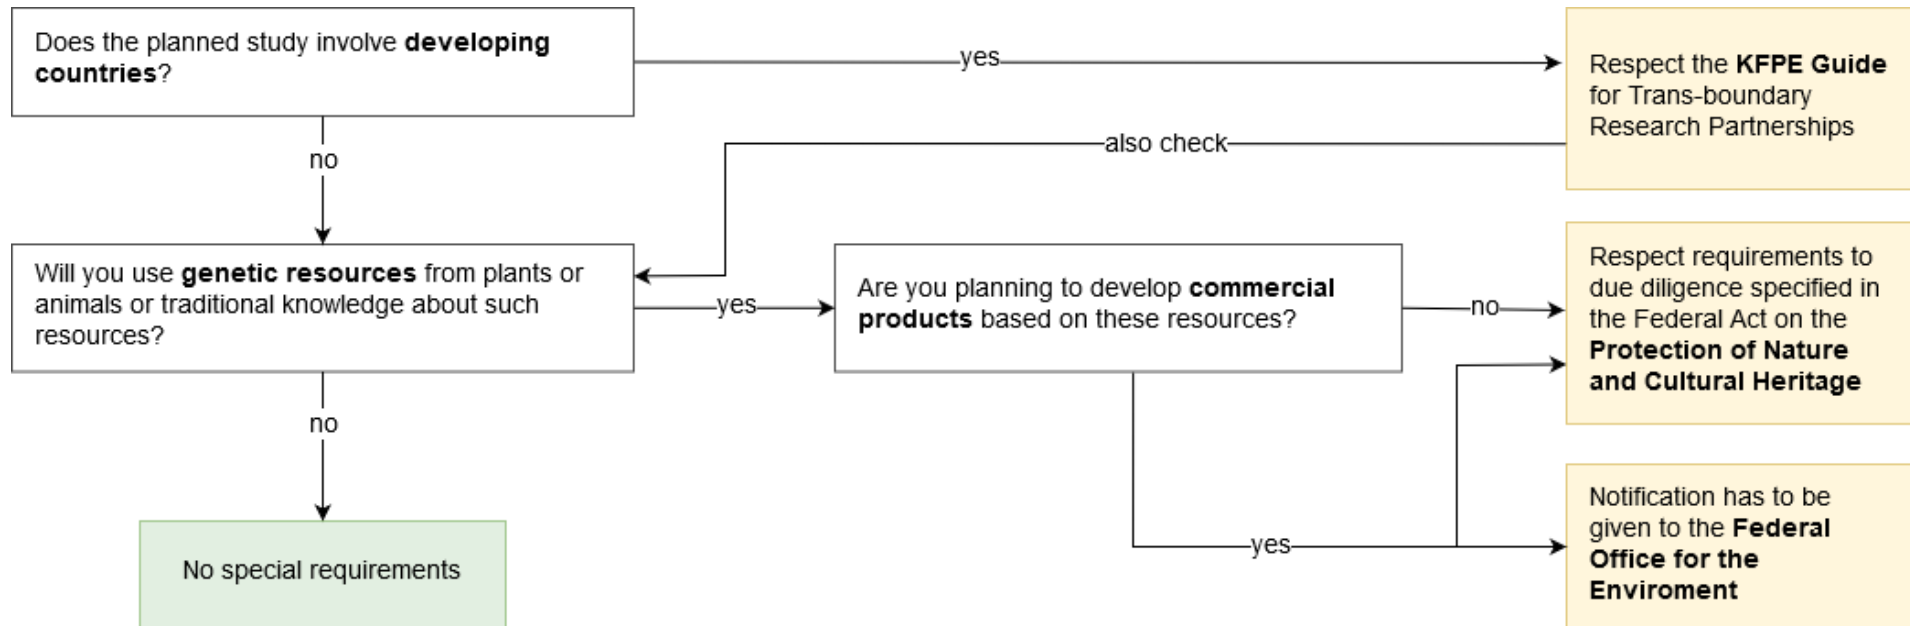 Does the planned study involve developing
countries?
yes
Respect the KFPE Guide
for Trans-boundary
Research Partnerships
also check
no
Will you use genetic resources from plants or
animals or traditional knowledge about such
resources?
yes
Are you planning to develop commercial
products based on these resources?
no
Respect requirements to
due diligence specified in
the Federal Act on the
Protection of Nature
and Cultural Heritage
no
yes
Notification has to be
given to the Federal
Office for the
Enviroment
No special requirements